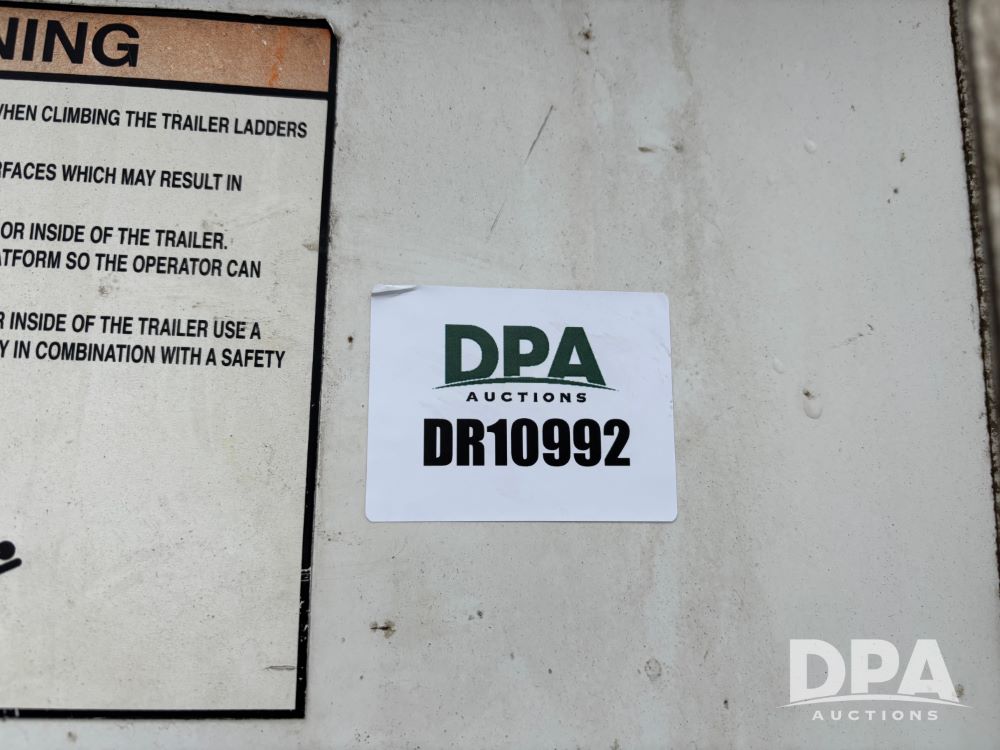 NING
WHEN CLIMBING THE TRAILER LADDERS
RFACES WHICH MAY RESULT IN
OR INSIDE OF THE TRAILER.
ATFORM SO THE OPERATOR CAN
R INSIDE OF THE TRAILER USE A
Y IN COMBINATION WITH A SAFETY
DPA
AUCTIONS
DR10992
DPA
AUCTIONS